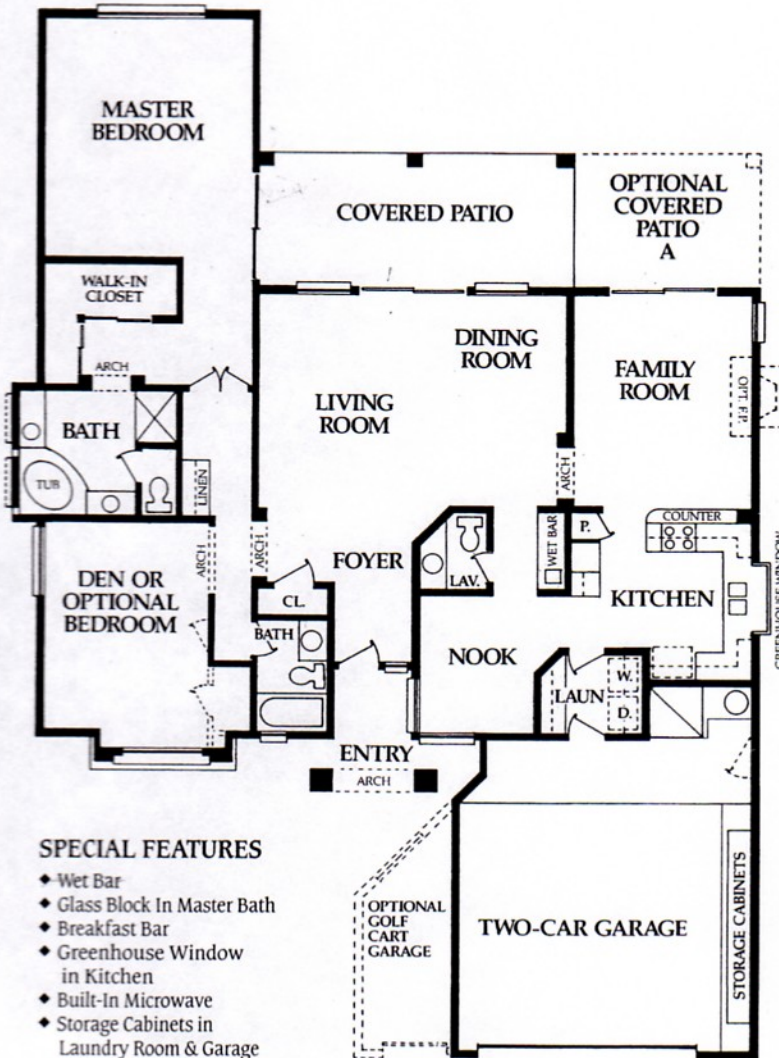 MASTER
BEDROOM
COVERED PATIO
OPTIONAL
COVERED
PATIO
A
WALK-IN
CLOSET
ARCH
DINING
ROOM
FAMILY
ROOM
OPT. F.P.
LIVING
ROOM
BATH
TUB
LINEN
ARCH
ARCH
ARCH
FOYER
LAV.
WET BAR
P.
COUNTER
KITCHEN
GREENHOUSE WINDOW
DEN OR
OPTIONAL
BEDROOM
CL.
BATH
NOOK
LAUN
W.
D.
ENTRY
ARCH
SPECIAL FEATURES
◆ Wet Bar
◆ Glass Block In Master Bath
◆ Breakfast Bar
◆ Greenhouse Window
in Kitchen
◆ Built-In Microwave
◆ Storage Cabinets in
Laundry Room & Garage
OPTIONAL
GOLF
CART
GARAGE
TWO-CAR GARAGE
STORAGE CABINETS